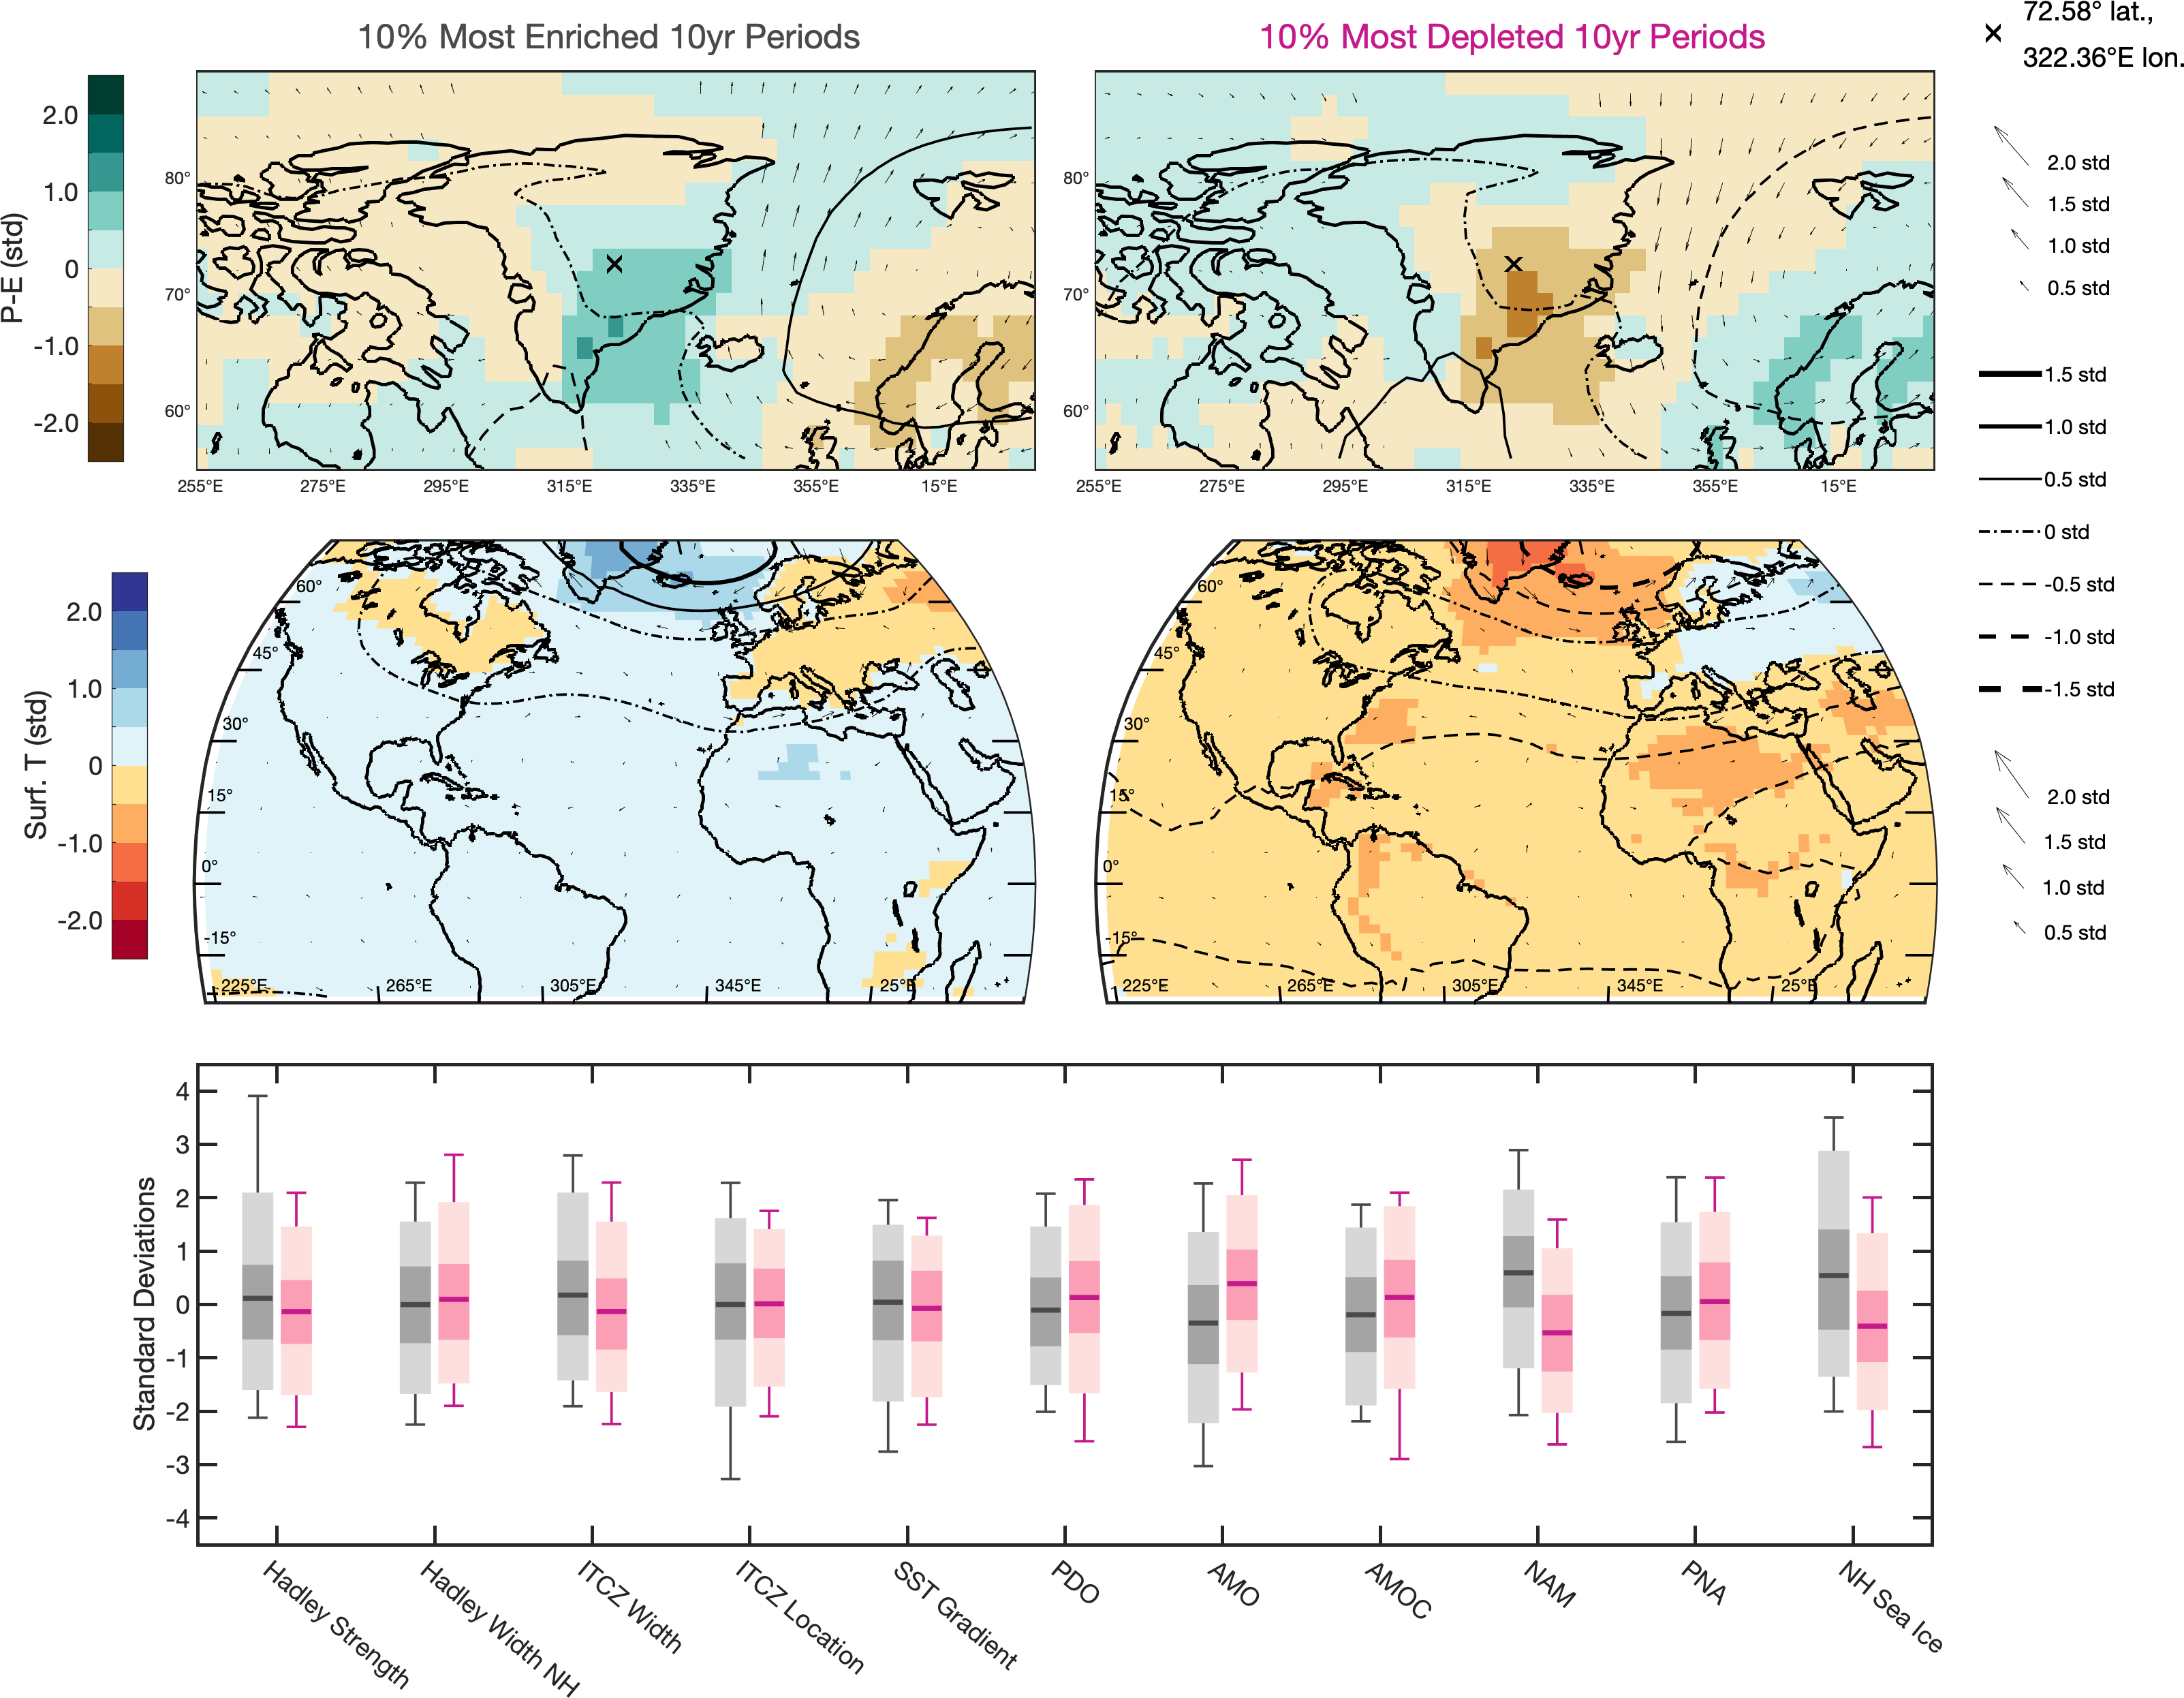 10% Most Enriched 10yr Periods
10% Most Depleted 10yr Periods
72.58° lat.,
322.36°E lon.
P-E (std)
2.0
1.0
0
-1.0
-2.0
80°
70°
60°
255°E 275°E 295°E 315°E 335°E 355°E 15°E
80°
70°
60°
255°E 275°E 295°E 315°E 335°E 355°E 15°E
2.0 std
1.5 std
1.0 std
0.5 std
1.5 std
1.0 std
0.5 std
0 std
-0.5 std
-1.0 std
-1.5 std
Surf. T (std)
2.0
1.0
0
-1.0
-2.0
60°
45°
30°
15°
0°
-15°
225°E 265°E 305°E 345°E 25°E
60°
45°
30°
15°
0°
-15°
225°E 265°E 305°E 345°E 25°E
2.0 std
1.5 std
1.0 std
0.5 std
Standard Deviations
4
3
2
1
0
-1
-2
-3
-4
Hadley Strength
Hadley Width NH
ITCZ Width
ITCZ Location
SST Gradient
PDO
AMO
AMOC
NAM
PNA
NH Sea Ice